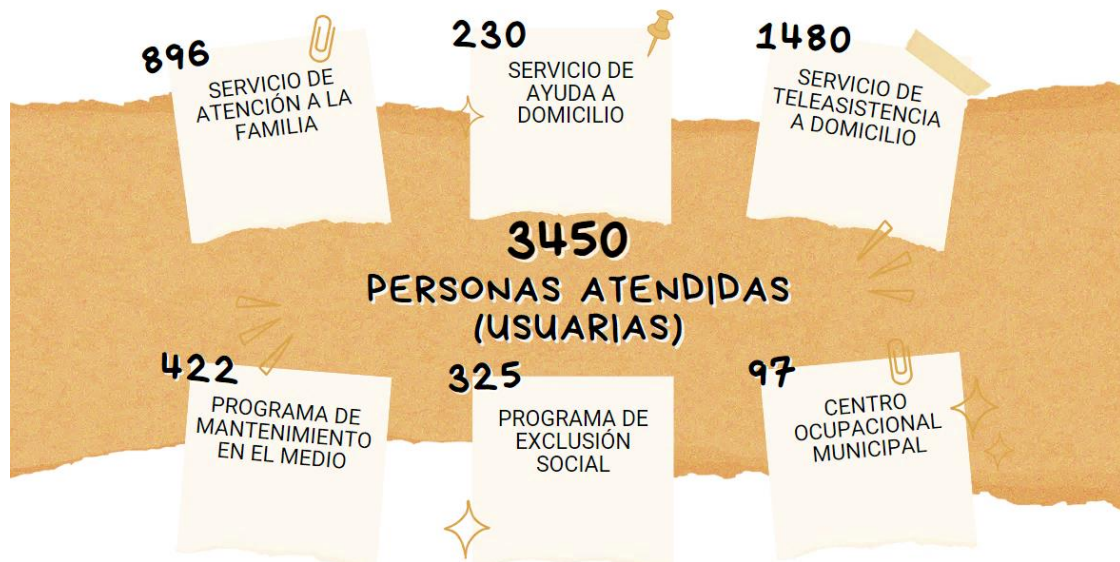 896
SERVICIO DE
ATENCIÓN A LA
FAMILIA
230
SERVICIO DE
AYUDA A
DOMICILIO
1480
SERVICIO DE
TELEASISTENCIA
A DOMICILIO
3450
PERSONAS ATENDIDAS
(USUARIAS)
422
PROGRAMA DE
MANTENIMIENTO
EN EL MEDIO
325
PROGRAMA DE
EXCLUSIÓN
SOCIAL
97
CENTRO
OCUPACIONAL
MUNICIPAL